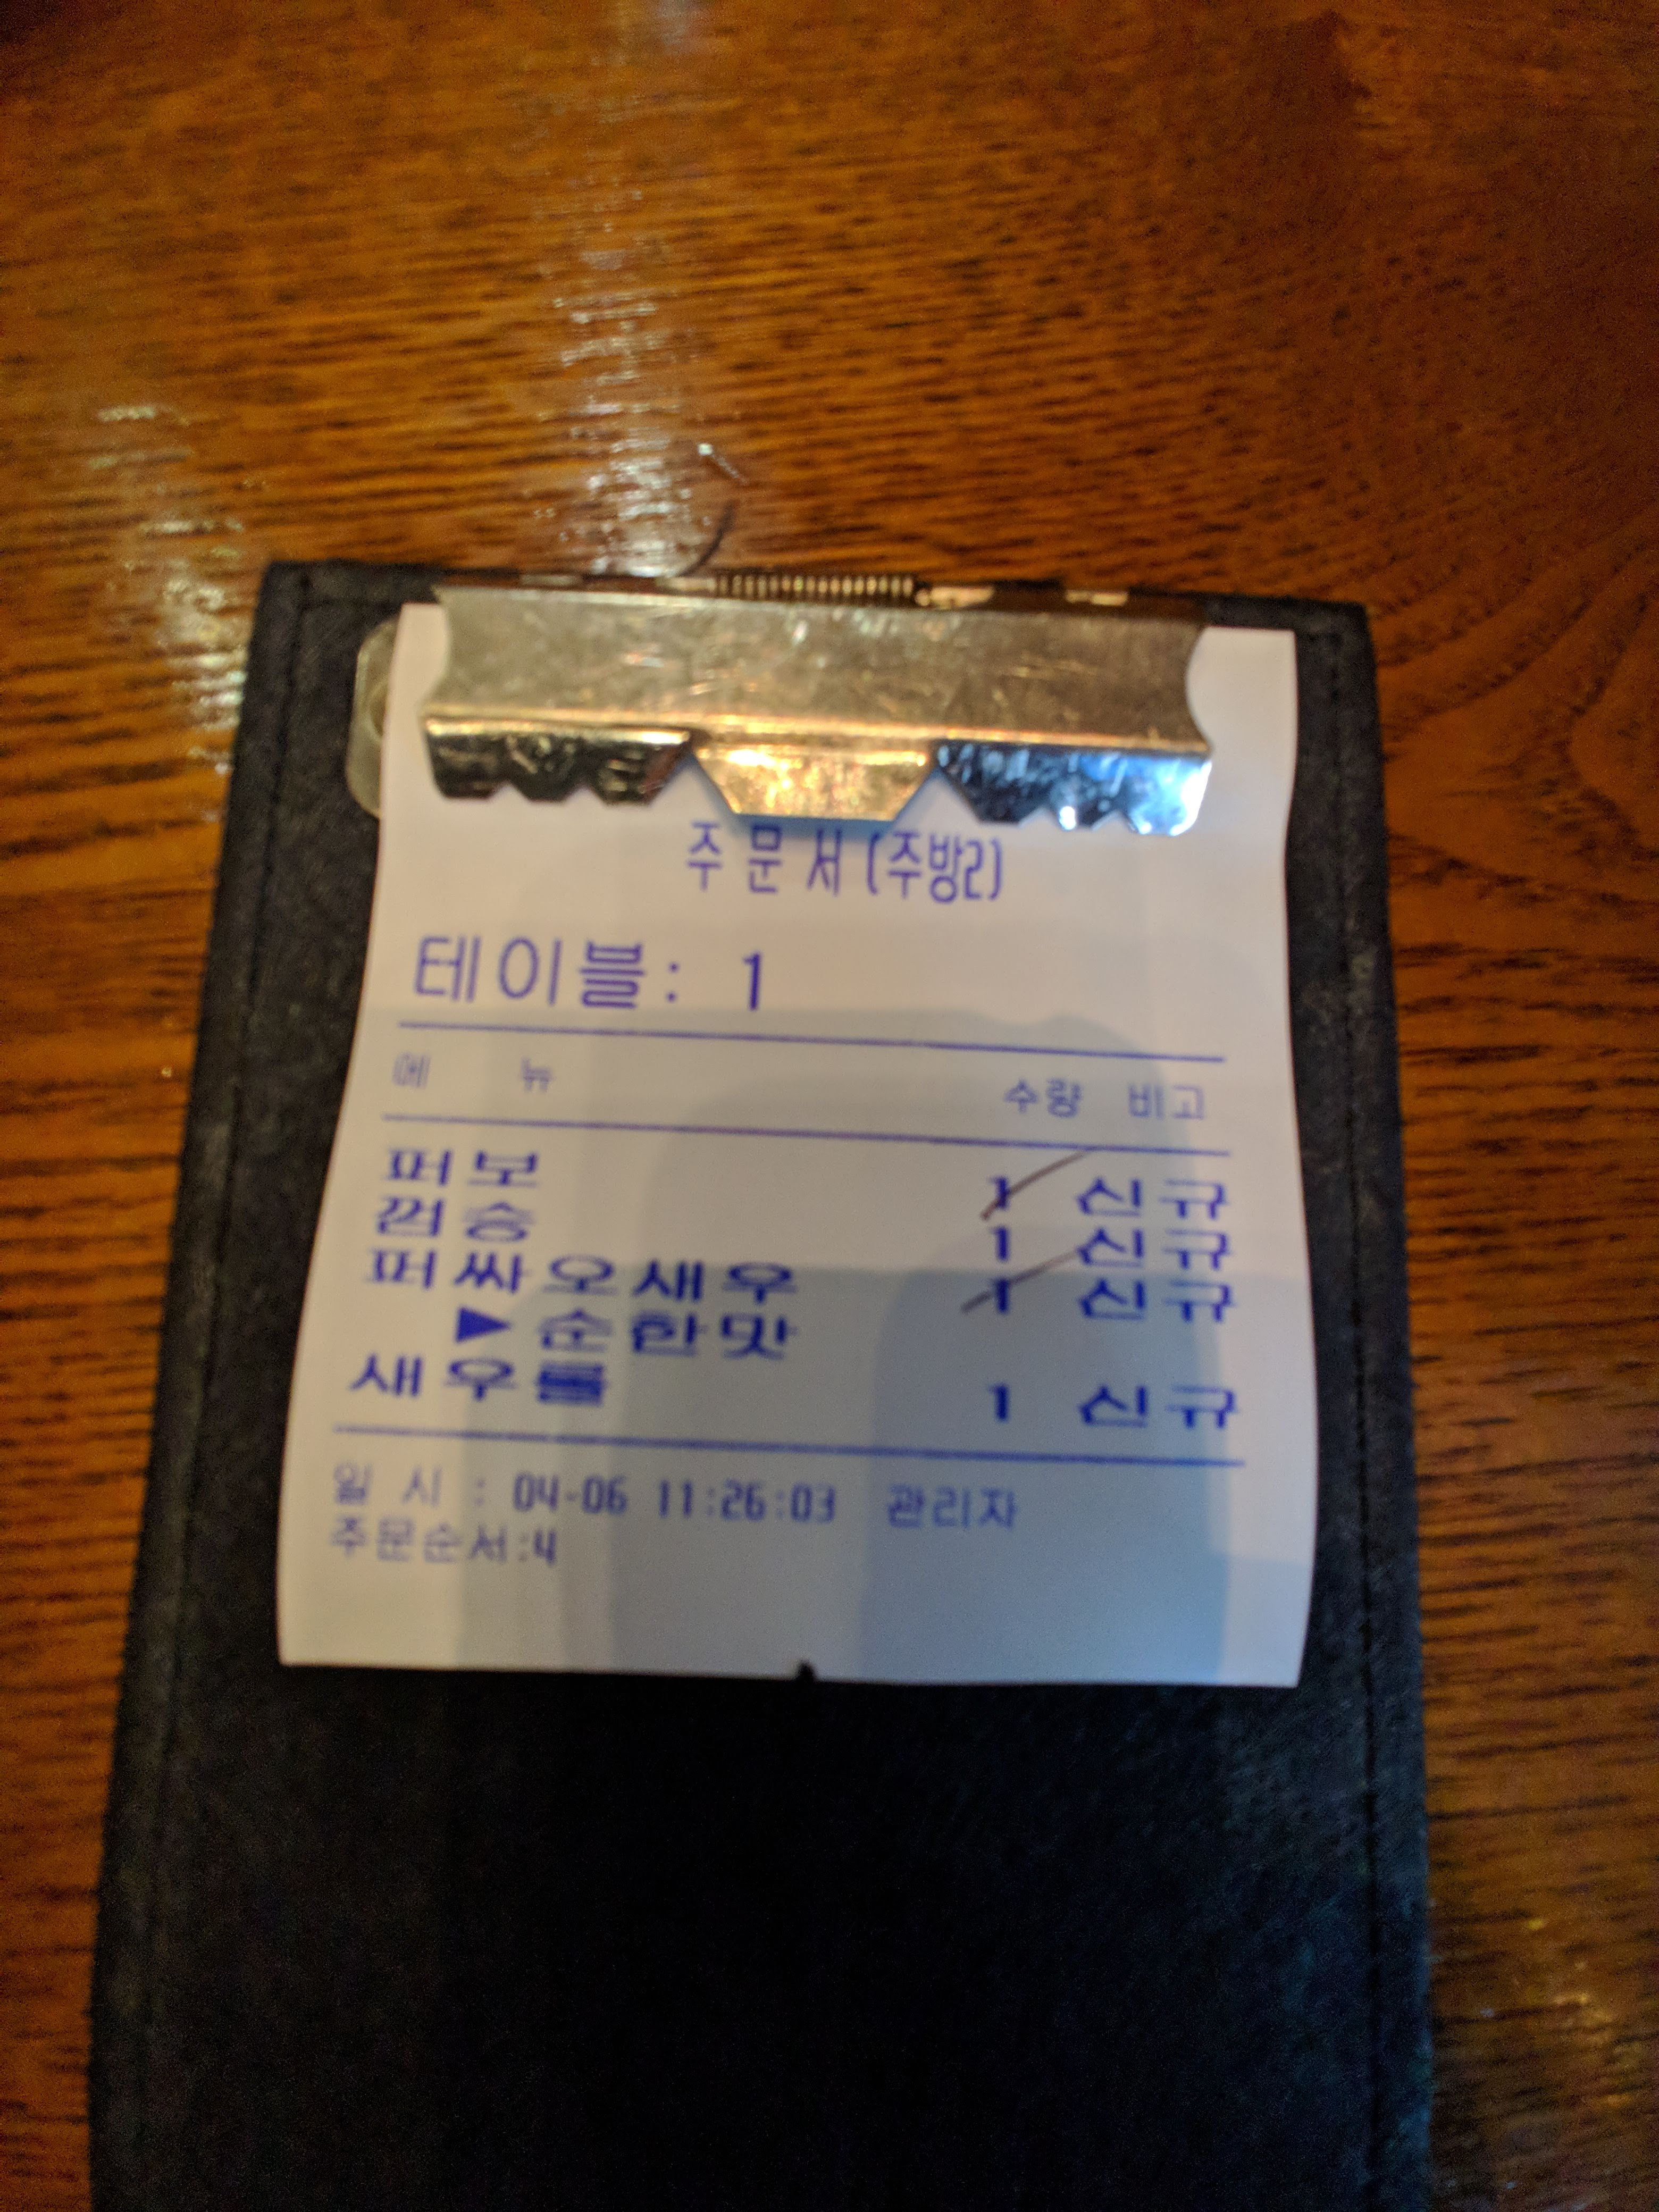 주 문 서 (주방2)
테이블: 1
메 뉴 수량 비고
퍼보 1 신규
껌승 1 신규
퍼싸오새우 1 신규
▶순한맛
새우롤 1 신규
일 시 : 04-06 11:26:03 관리자
주문순서:4